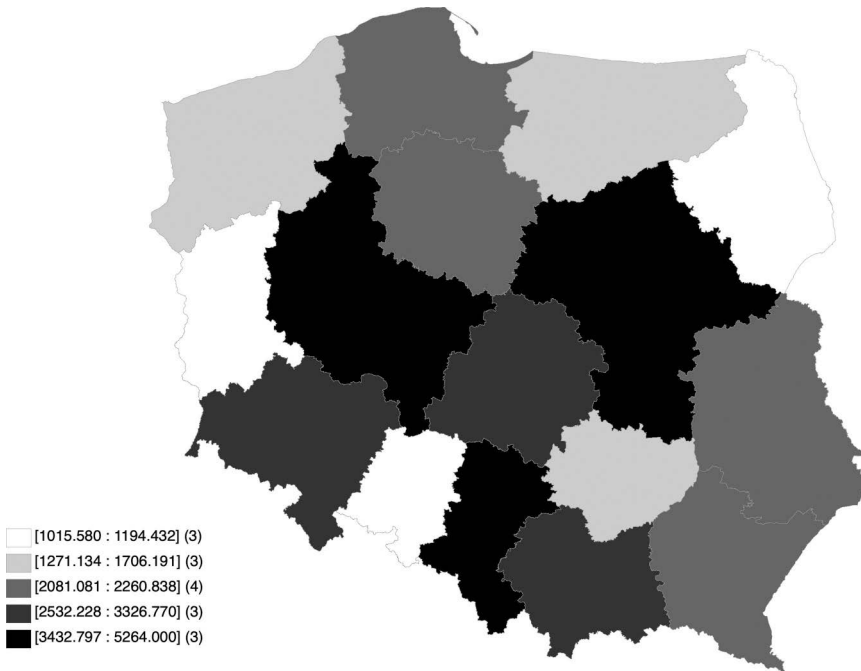 [1015.580 : 1194.432] (3)
[1271.134 : 1706.191] (3)
[2081.081 : 2260.838] (4)
[2532.228 : 3326.770] (3)
[3432.797 : 5264.000] (3)